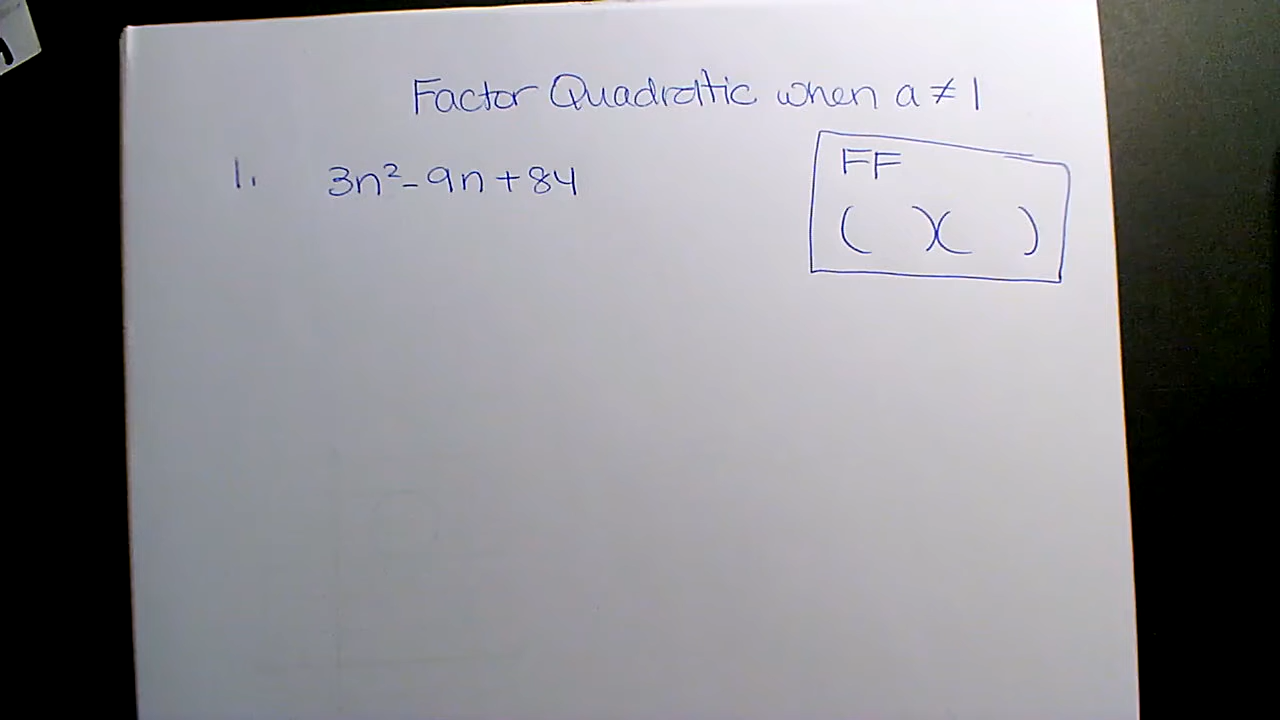 Factor Quadratic when a ≠ 1
1. 3n² - 9n + 84
FF
( )( )